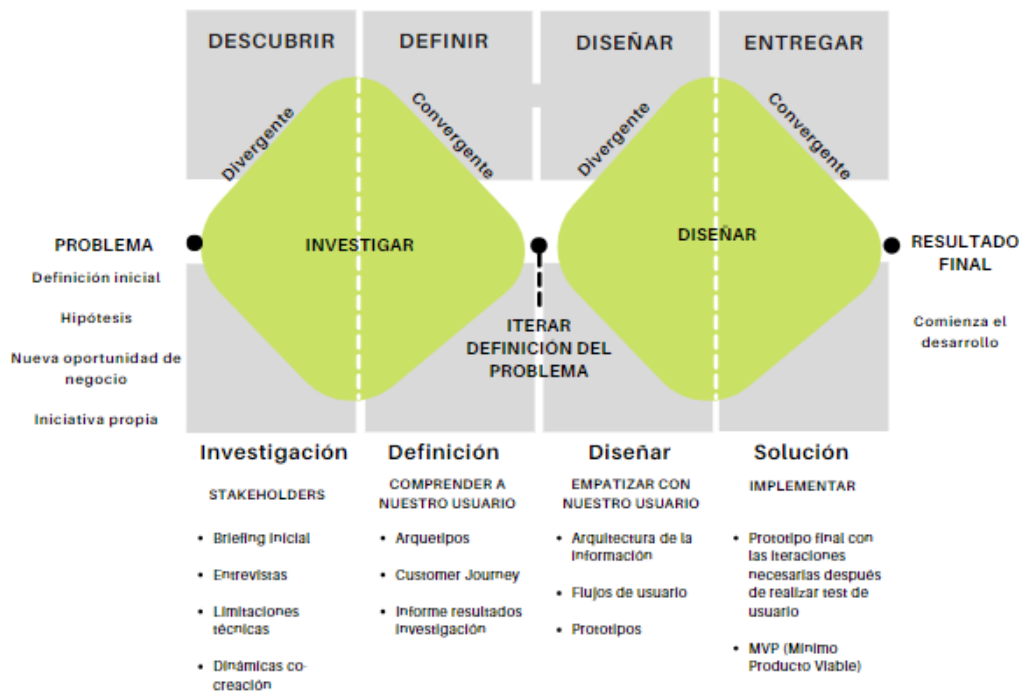 DESCUBRIR
DEFINIR
DISEÑAR
ENTREGAR
Divergente
Convergente
Divergente
Convergente
PROBLEMA
INVESTIGAR
DISEÑAR
RESULTADO
FINAL
Definición inicial
Hipótesis
Nueva oportunidad de
negocio
Iniciativa propia
ITERAR
DEFINICIÓN DEL
PROBLEMA
Comienza el
desarrollo
Investigación
STAKEHOLDERS
• Briefing inicial
• Entrevistas
• Limitaciones
técnicas
• Dinámicas co-
creación
Definición
COMPRENDER A
NUESTRO USUARIO
• Arquetipos
• Customer Journey
• Informe resultados
investigación
Diseñar
EMPATIZAR CON
NUESTRO USUARIO
• Arquitectura de la
información
• Flujos de usuario
• Prototipos
Solución
IMPLEMENTAR
• Prototipo final con
las iteraciones
necesarias después
de realizar test de
usuario
• MVP (Mínimo
Producto Viable)